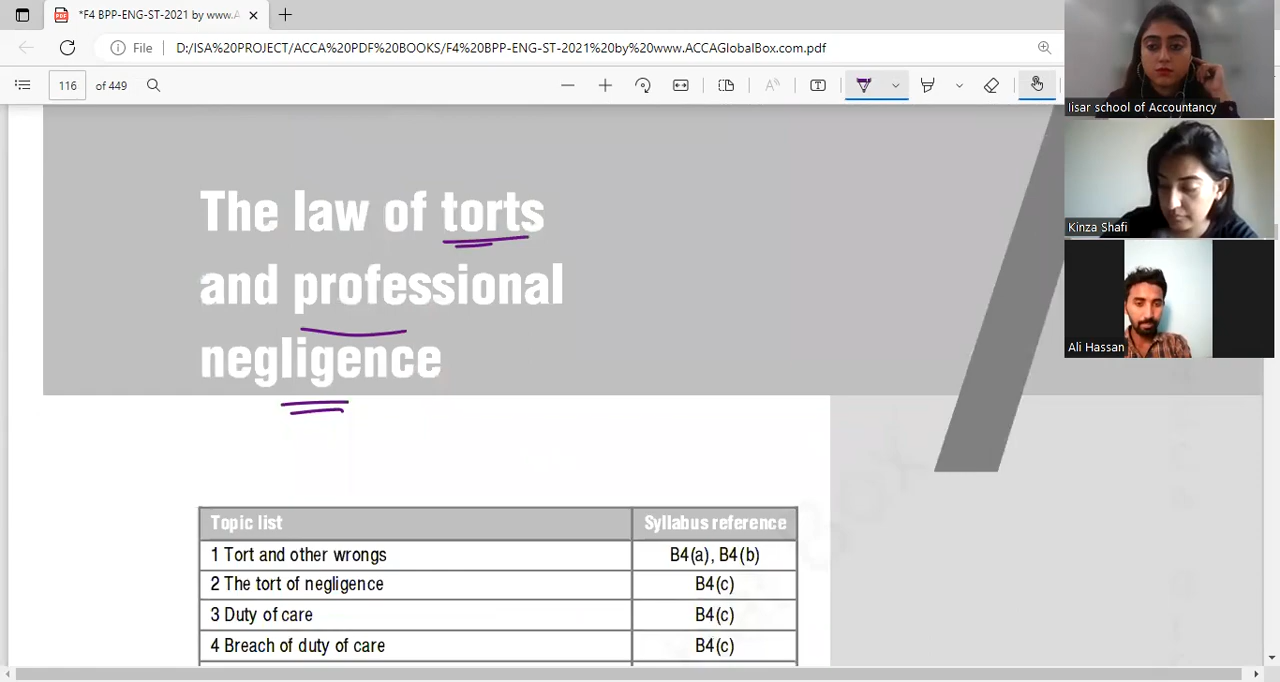 *F4 BPP-ENG-ST-2021 by www.A
File
D:/ISA%20PROJECT/ACCA%20PDF%20BOOKS/F4%20BPP-ENG-ST-2021%20by%20www.ACCAGlobalBox.com.pdf
116 of 449
The law of torts
and professional
negligence
Topic list Syllabus reference
1 Tort and other wrongs B4(a), B4(b)
2 The tort of negligence B4(c)
3 Duty of care B4(c)
4 Breach of duty of care B4(c)
lisar school of Accountancy
Kinza Shafi
Ali Hassan